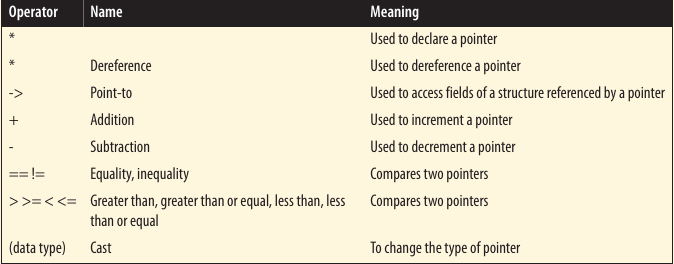 Operator Name Meaning
* Used to declare a pointer
* Dereference Used to dereference a pointer
-> Point-to Used to access fields of a structure referenced by a pointer
+ Addition Used to increment a pointer
- Subtraction Used to decrement a pointer
== != Equality, inequality Compares two pointers
> >= < <= Greater than, greater than or equal, less than, less Compares two pointers
than or equal
(data type) Cast To change the type of pointer